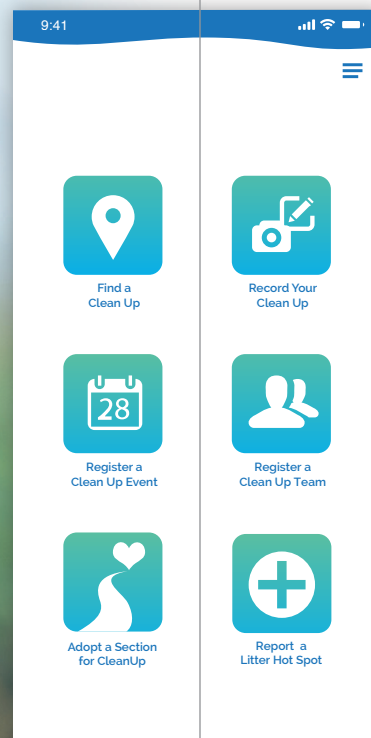 9:41
Find a
Clean Up
Record Your
Clean Up
28
Register a
Clean Up Event
Register a
Clean Up Team
Adopt a Section
for CleanUp
Report a
Litter Hot Spot